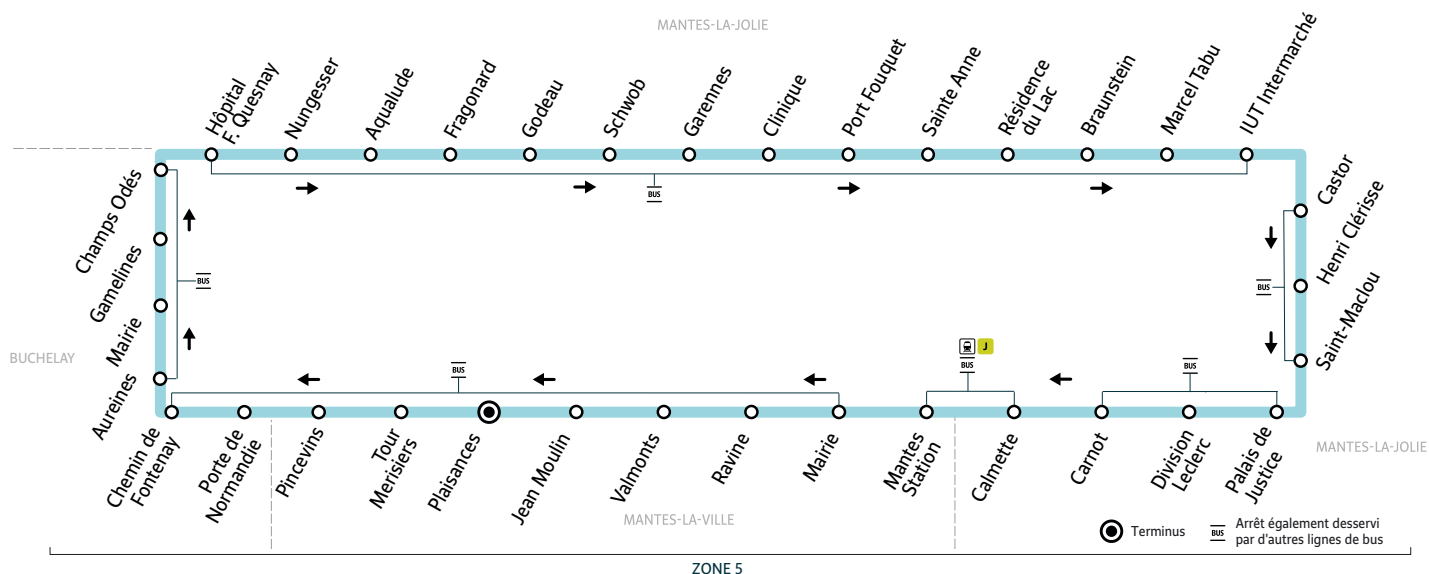 MANTES-LA-JOLIE
Hôpital
F. Quesnay
Nungesser
Aqualude
Fragonard
Godeau
Schwob
Garennes
Clinique
Port Fouquet
Sainte Anne
Résidence
du Lac
Braunstein
Marcel Tabu
IUT Intermarché
BUS
Castor
Henri Clérisse
Saint-Maclou
BUS
Champs Odés
Gamelines
Mairie
Aureines
BUS
BUCHELAY
BUS
J
BUS
BUS
Chemin de
Fontenay
Porte de
Normandie
Pincevins
Tour
Merisiers
Plaisances
Jean Moulin
Valmonts
Ravine
Mairie
Mantes
Station
Calmette
Carnot
Division
Leclerc
Palais de
Justice
MANTES-LA-JOLIE
MANTES-LA-VILLE
Terminus
BUS
Arrêt également desservi
par d'autres lignes de bus
ZONE 5